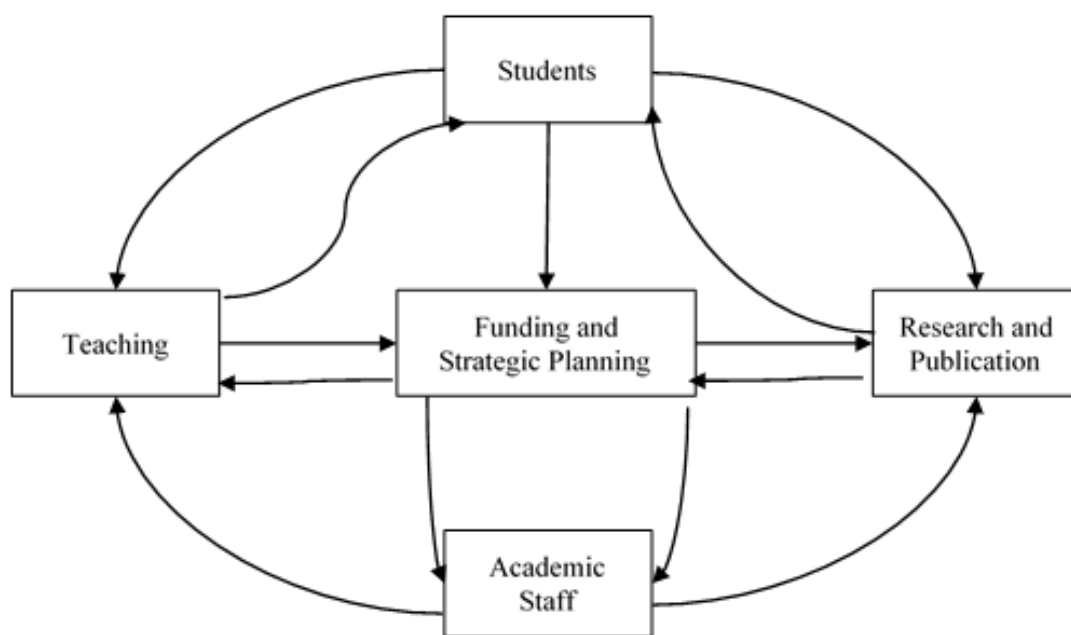 Students
Teaching
Funding and
Strategic Planning
Research and
Publication
Academic
Staff